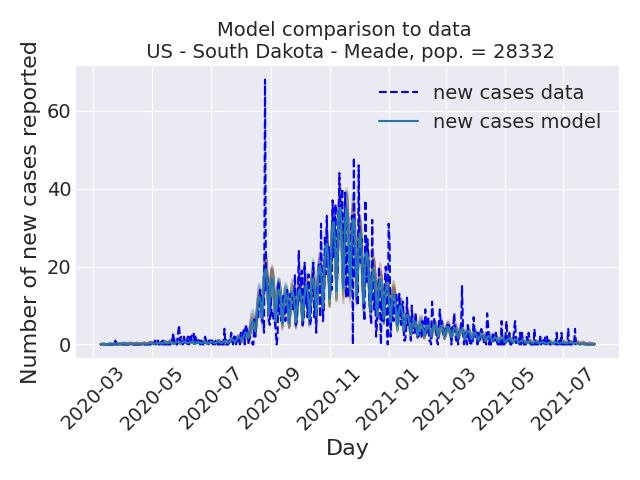 Model comparison to data
US - South Dakota - Meade, pop. = 28332
Number of new cases reported
60
40
20
0
new cases data
new cases model
2020-03
2020-05
2020-07
2020-09
2020-11
2021-01
2021-03
2021-05
2021-07
Day